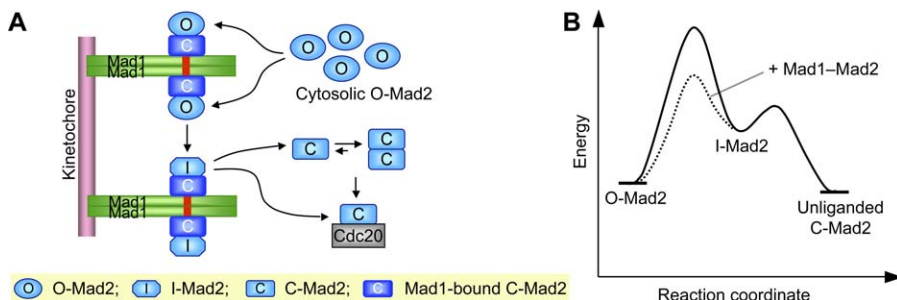 A
Kinetochore
O
C
Mad1
Mad1
C
O
O
O
O
O
Cytosolic O-Mad2
I
C
Mad1
Mad1
C
I
C
C
C
C
Cdc20
O O-Mad2; I I-Mad2; C C-Mad2; C Mad1-bound C-Mad2
B
Energy
+ Mad1–Mad2
I-Mad2
O-Mad2
Unliganded
C-Mad2
Reaction coordinate